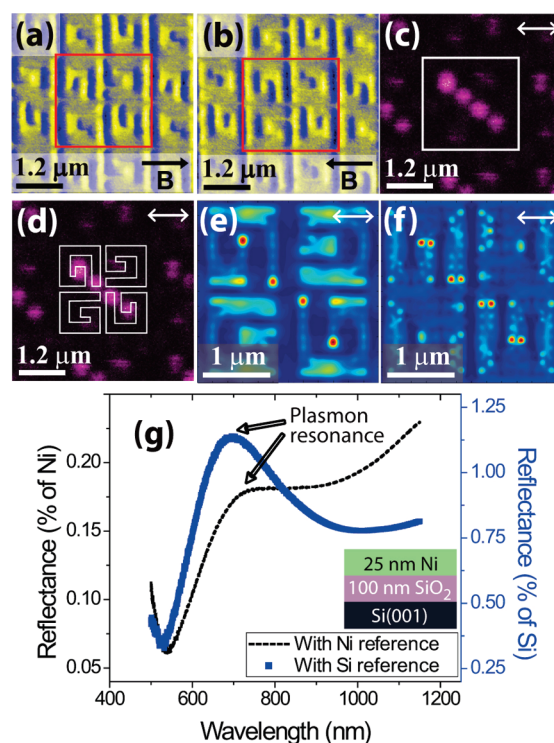 (a)
(b)
(c)
1.2 μm
B
1.2 μm
B
1.2 μm
(d)
(e)
(f)
1.2 μm
1 μm
1 μm
(g)
Plasmon
resonance
Reflectance (% of Ni)
0.20
0.15
0.10
0.05
Reflectance (% of Si)
1.25
1.00
0.75
0.50
0.25
25 nm Ni
100 nm SiO₂
Si(001)
With Ni reference
With Si reference
400
600
800
1000
1200
Wavelength (nm)